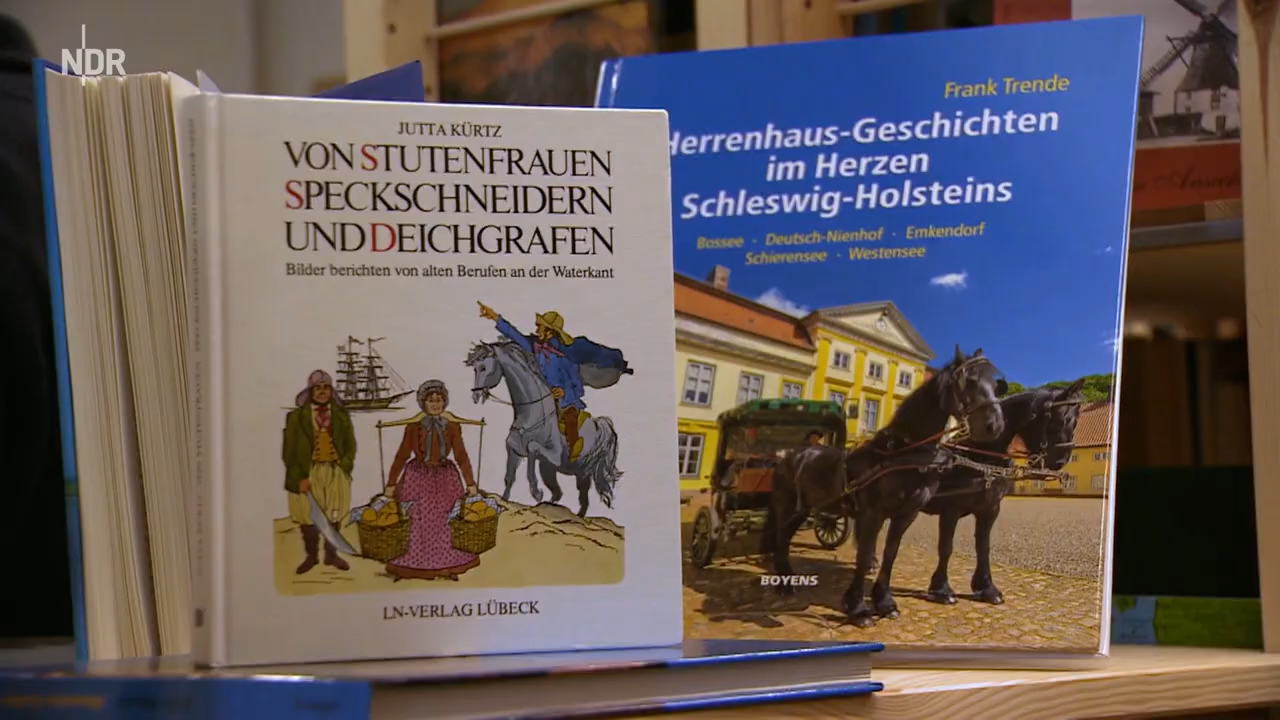 NDR
JUTTA KÜRTZ
VON STUTENFRAUEN
SPECKSCHNEIDERN
UND DEICHGRAFEN
Bilder berichten von alten Berufen an der Waterkant
LN-VERLAG LÜBECK
Frank Trende
Herrenhaus-Geschichten
im Herzen
Schleswig-Holsteins
Bossee · Deutsch-Nienhof · Emkendorf
Schierensee · Westensee
BOYENS